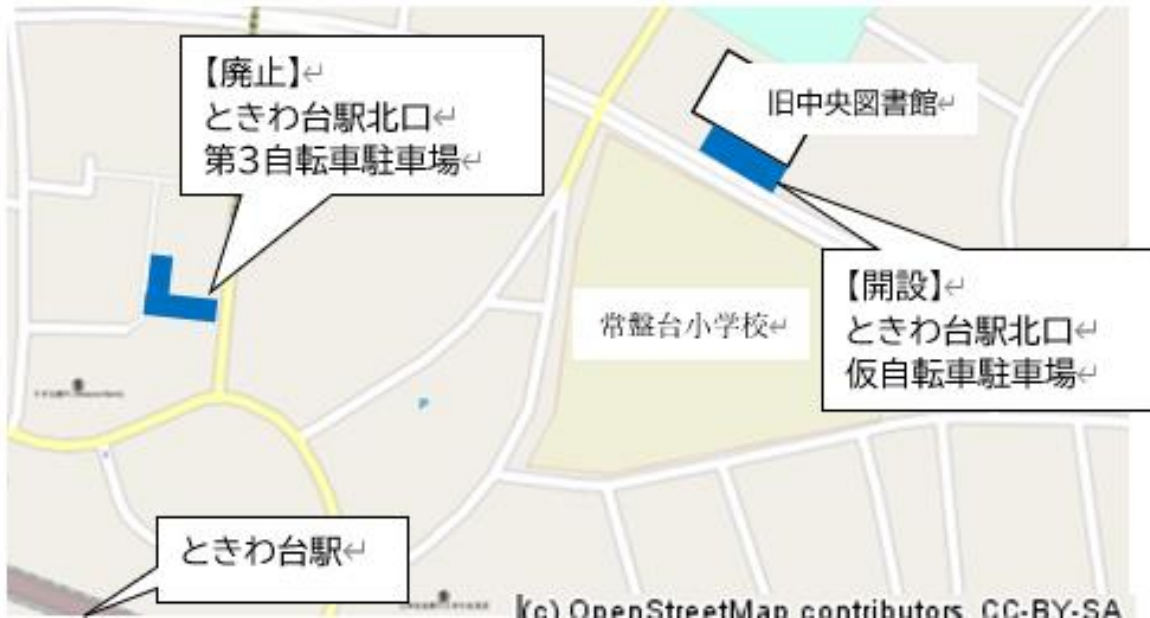 【廃止】↵
ときわ台駅北口↵
第3自転車駐車場↵
旧中央図書館↵
【開設】↵
ときわ台駅北口↵
仮自転車駐車場↵
常盤台小学校↵
P
ときわ台駅↵
(c) OpenStreetMap contributors, CC-BY-SA